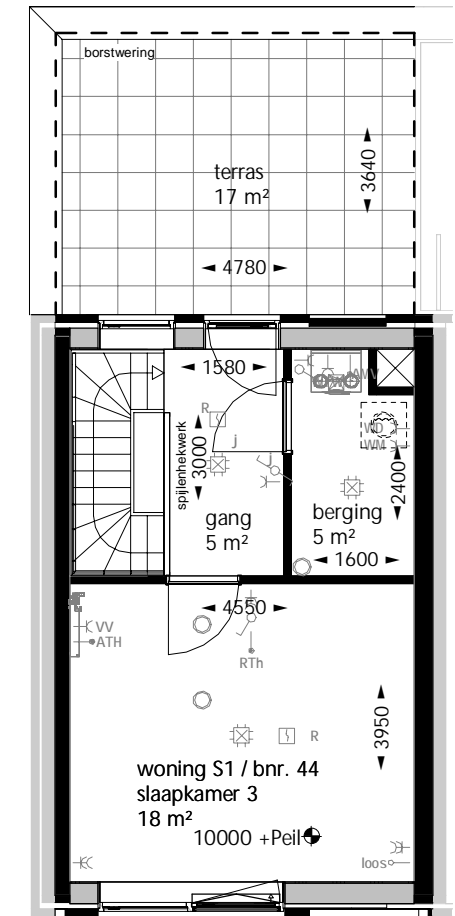 borstwering
terras
17 m²
3640
4780
1580
R
j
spijlenhekwerk
3000
j
gang
5 m²
WD
WM
2400
berging
5 m²
1600
4550
VV
ATH
RTh
3950
R
woning S1 / bnr. 44
slaapkamer 3
18 m²
10000 +Peil
loos